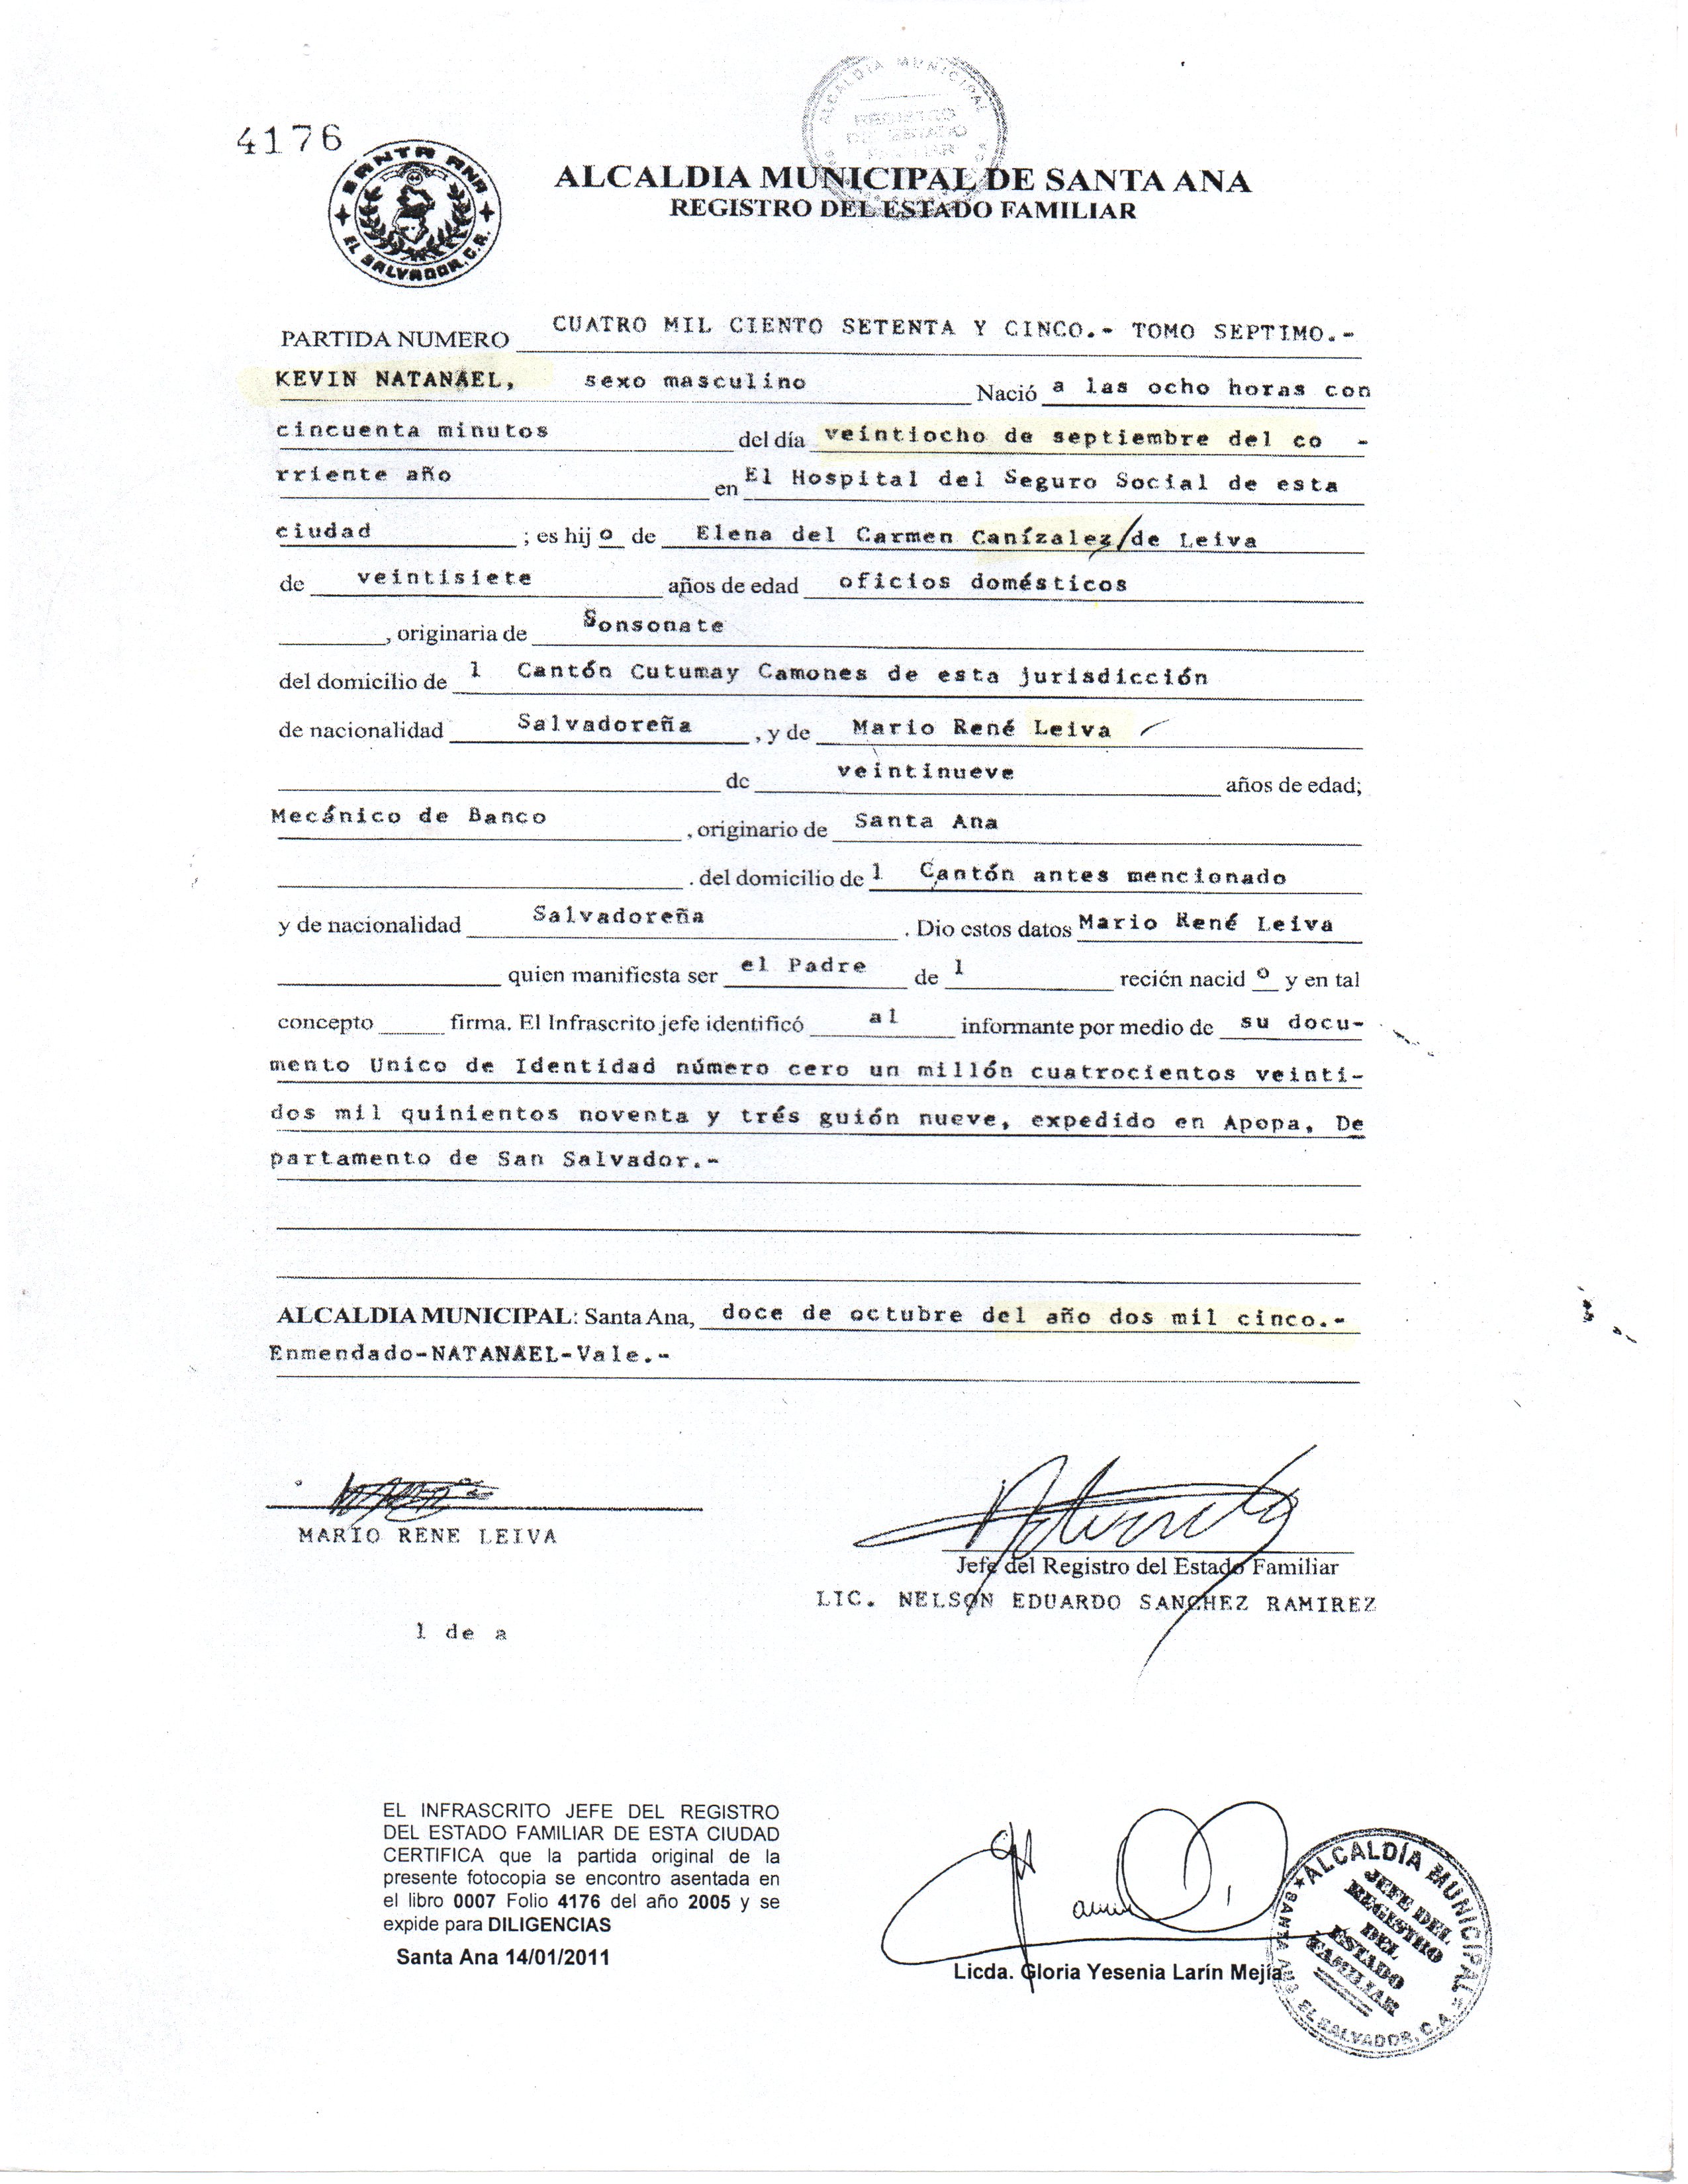 ALCALDIA MUNICIPAL
REGISTRO
DE ESTADO
4176
SANTA ANA
EL SALVADOR, C.A.
ALCALDIA MUNICIPAL DE SANTA ANA
REGISTRO DEL ESTADO FAMILIAR
PARTIDA NUMERO CUATRO MIL CIENTO SETENTA Y CINCO.- TOMO SEPTIMO.-
KEVIN NATANAEL, sexo masculino Nació a las ocho horas con
cincuenta minutos del día veintiocho de septiembre del co -
rriente año en El Hospital del Seguro Social de esta
ciudad ; es hij o de Elena del Carmen Canízalez/de Leiva
de veintisiete años de edad oficios domésticos
, originaria de Sonsonate
del domicilio de l Cantón Cutumay Camones de esta jurisdicción
de nacionalidad Salvadoreña , y de Mario René Leiva
de veintinueve años de edad;
Mecánico de Banco , originario de Santa Ana
. del domicilio de l Cantón antes mencionado
y de nacionalidad Salvadoreña . Dio estos datos Mario René Leiva
quien manifiesta ser el Padre de l recién nacid o y en tal
concepto firma. El Infrascrito jefe identificó al informante por medio de su docu-
mento Unico de Identidad número cero un millón cuatrocientos veinti-
dos mil quinientos noventa y trés guión nueve, expedido en Apopa, De
partamento de San Salvador.-
ALCALDIA MUNICIPAL: Santa Ana, doce de octubre del año dos mil cinco.-
Enmendado-NATANAEL-Vale.-
MARIO RENE LEIVA
Jefe del Registro del Estado Familiar
LIC. NELSON EDUARDO SANCHEZ RAMIREZ
l de a
EL INFRASCRITO JEFE DEL REGISTRO
DEL ESTADO FAMILIAR DE ESTA CIUDAD
CERTIFICA que la partida original de la
presente fotocopia se encontro asentada en
el libro 0007 Folio 4176 del año 2005 y se
expide para DILIGENCIAS
Santa Ana 14/01/2011
Licda. Gloria Yesenia Larín Mejía
ALCALDÍA MUNICIPAL
JEFE DEL
REGISTRO
DEL
ESTADO
FAMILIAR
SANTA ANA
EL SALVADOR, C.A.